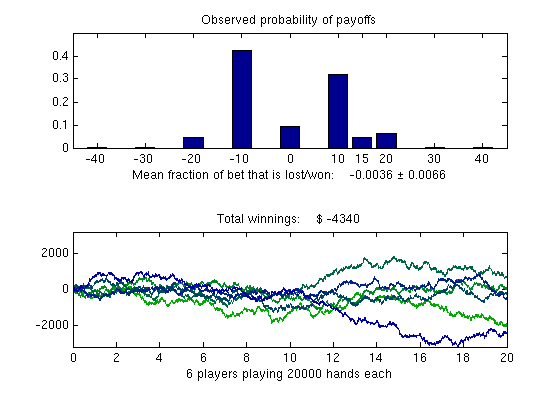 Observed probability of payoffs
0.4
0.3
0.2
0.1
0
-40 -30 -20 -10 0 10 15 20 30 40
Mean fraction of bet that is lost/won: -0.0036 ± 0.0066
Total winnings: $ -4340
2000
0
-2000
0 2 4 6 8 10 12 14 16 18 20
6 players playing 20000 hands each